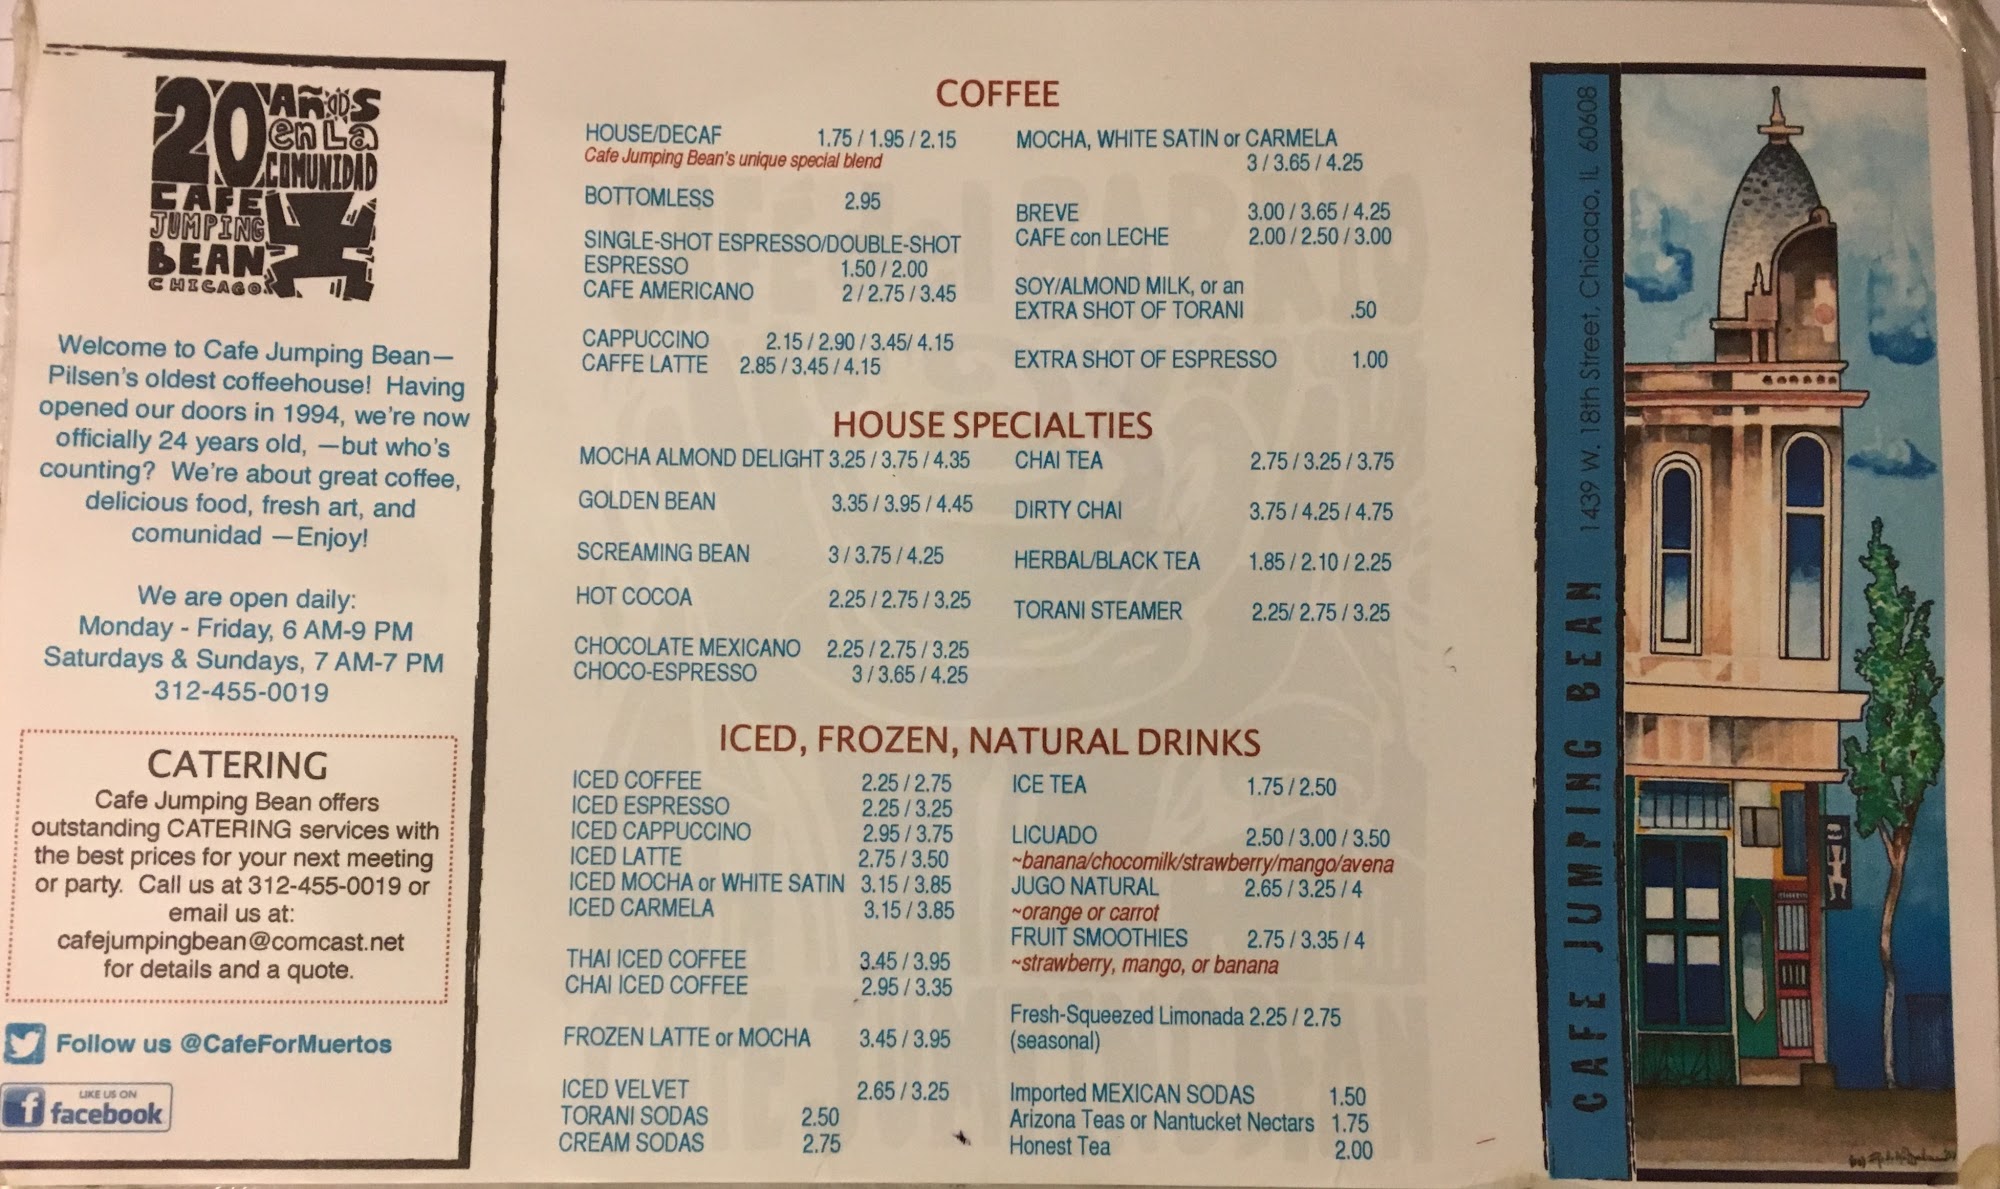 20 Años
en La
COMUNIDAD
CAFE
JUMPING
BEAN
CHICAGO
Welcome to Cafe Jumping Bean—
Pilsen's oldest coffeehouse! Having
opened our doors in 1994, we're now
officially 24 years old, —but who's
counting? We're about great coffee,
delicious food, fresh art, and
comunidad —Enjoy!
We are open daily:
Monday - Friday, 6 AM-9 PM
Saturdays & Sundays, 7 AM-7 PM
312-455-0019
CATERING
Cafe Jumping Bean offers
outstanding CATERING services with
the best prices for your next meeting
or party. Call us at 312-455-0019 or
email us at:
cafejumpingbean@comcast.net
for details and a quote.
Follow us @CafeForMuertos
LIKE US ON
facebook
COFFEE
HOUSE/DECAF 1.75 / 1.95 / 2.15
Cafe Jumping Bean's unique special blend
BOTTOMLESS 2.95
SINGLE-SHOT ESPRESSO/DOUBLE-SHOT
ESPRESSO 1.50 / 2.00
CAFE AMERICANO 2 / 2.75 / 3.45
CAPPUCCINO 2.15 / 2.90 / 3.45/ 4.15
CAFFE LATTE 2.85 / 3.45 / 4.15
MOCHA, WHITE SATIN or CARMELA
3 / 3.65 / 4.25
BREVE 3.00 / 3.65 / 4.25
CAFE con LECHE 2.00 / 2.50 / 3.00
SOY/ALMOND MILK, or an
EXTRA SHOT OF TORANI .50
EXTRA SHOT OF ESPRESSO 1.00
HOUSE SPECIALTIES
MOCHA ALMOND DELIGHT 3.25 / 3.75 / 4.35
GOLDEN BEAN 3.35 / 3.95 / 4.45
SCREAMING BEAN 3 / 3.75 / 4.25
HOT COCOA 2.25 / 2.75 / 3.25
CHOCOLATE MEXICANO 2.25 / 2.75 / 3.25
CHOCO-ESPRESSO 3 / 3.65 / 4.25
CHAI TEA 2.75 / 3.25 / 3.75
DIRTY CHAI 3.75 / 4.25 / 4.75
HERBAL/BLACK TEA 1.85 / 2.10 / 2.25
TORANI STEAMER 2.25/ 2.75 / 3.25
ICED, FROZEN, NATURAL DRINKS
ICED COFFEE 2.25 / 2.75
ICED ESPRESSO 2.25 / 3.25
ICED CAPPUCCINO 2.95 / 3.75
ICED LATTE 2.75 / 3.50
ICED MOCHA or WHITE SATIN 3.15 / 3.85
ICED CARMELA 3.15 / 3.85
THAI ICED COFFEE 3.45 / 3.95
CHAI ICED COFFEE 2.95 / 3.35
FROZEN LATTE or MOCHA 3.45 / 3.95
ICED VELVET 2.65 / 3.25
TORANI SODAS 2.50
CREAM SODAS 2.75
ICE TEA 1.75 / 2.50
LICUADO 2.50 / 3.00 / 3.50
~banana/chocomilk/strawberry/mango/avena
JUGO NATURAL 2.65 / 3.25 / 4
~orange or carrot
FRUIT SMOOTHIES 2.75 / 3.35 / 4
~strawberry, mango, or banana
Fresh-Squeezed Limonada 2.25 / 2.75
(seasonal)
Imported MEXICAN SODAS 1.50
Arizona Teas or Nantucket Nectars 1.75
Honest Tea 2.00
CAFE JUMPING BEAN 1439 W. 18th Street, Chicago, IL 60608